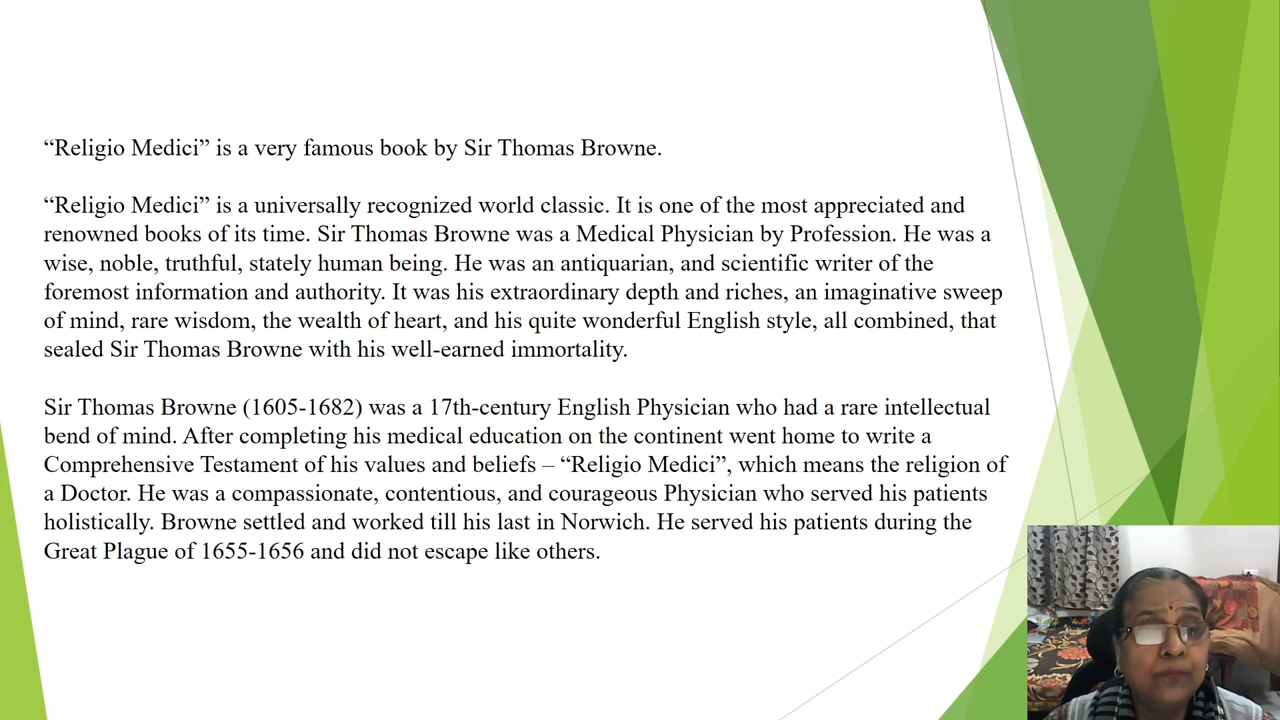 “Religio Medici” is a very famous book by Sir Thomas Browne.
“Religio Medici” is a universally recognized world classic. It is one of the most appreciated and
renowned books of its time. Sir Thomas Browne was a Medical Physician by Profession. He was a
wise, noble, truthful, stately human being. He was an antiquarian, and scientific writer of the
foremost information and authority. It was his extraordinary depth and riches, an imaginative sweep
of mind, rare wisdom, the wealth of heart, and his quite wonderful English style, all combined, that
sealed Sir Thomas Browne with his well-earned immortality.
Sir Thomas Browne (1605-1682) was a 17th-century English Physician who had a rare intellectual
bend of mind. After completing his medical education on the continent went home to write a
Comprehensive Testament of his values and beliefs – “Religio Medici”, which means the religion of
a Doctor. He was a compassionate, contentious, and courageous Physician who served his patients
holistically. Browne settled and worked till his last in Norwich. He served his patients during the
Great Plague of 1655-1656 and did not escape like others.